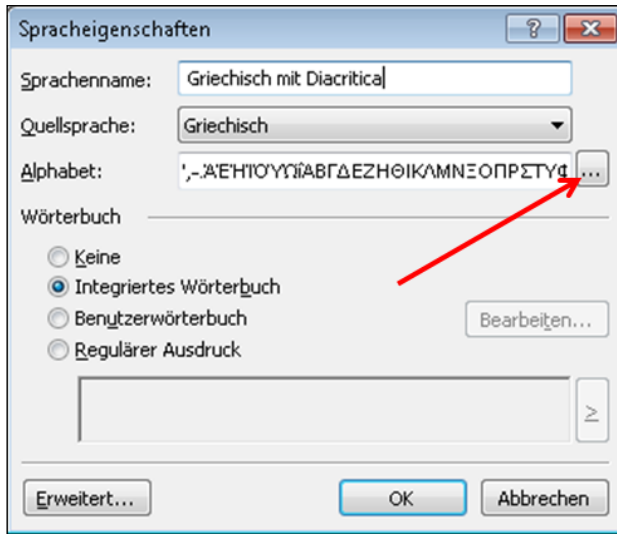 Spracheigenschaften
Sprachenname: Griechisch mit Diacritica
Quellsprache: Griechisch
Alphabet: ',-.ΆΈΉΊΌΎΏΐΑΒΓΔΕΖΗΘΙΚΛΜΝΞΟΠΡΣΤΥ ...
Wörterbuch
Keine
Integriertes Wörterbuch
Benutzerwörterbuch Bearbeiten...
Regulärer Ausdruck
≥
Erweitert... OK Abbrechen